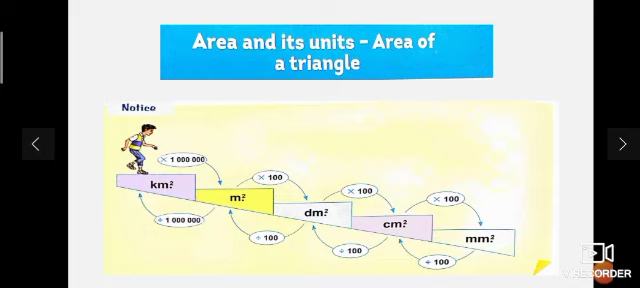 Area and its units - Area of
a triangle
Notice
× 1 000 000
km²
× 100
m²
× 100
dm²
× 100
cm²
mm²
÷ 1 000 000
÷ 100
÷ 100
÷ 100
V RECORDER